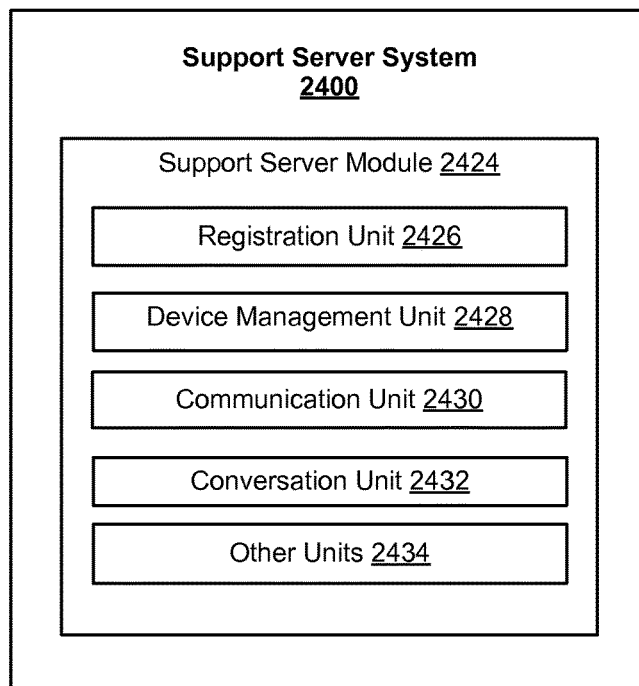 Support Server System
2400
Support Server Module 2424
Registration Unit 2426
Device Management Unit 2428
Communication Unit 2430
Conversation Unit 2432
Other Units 2434